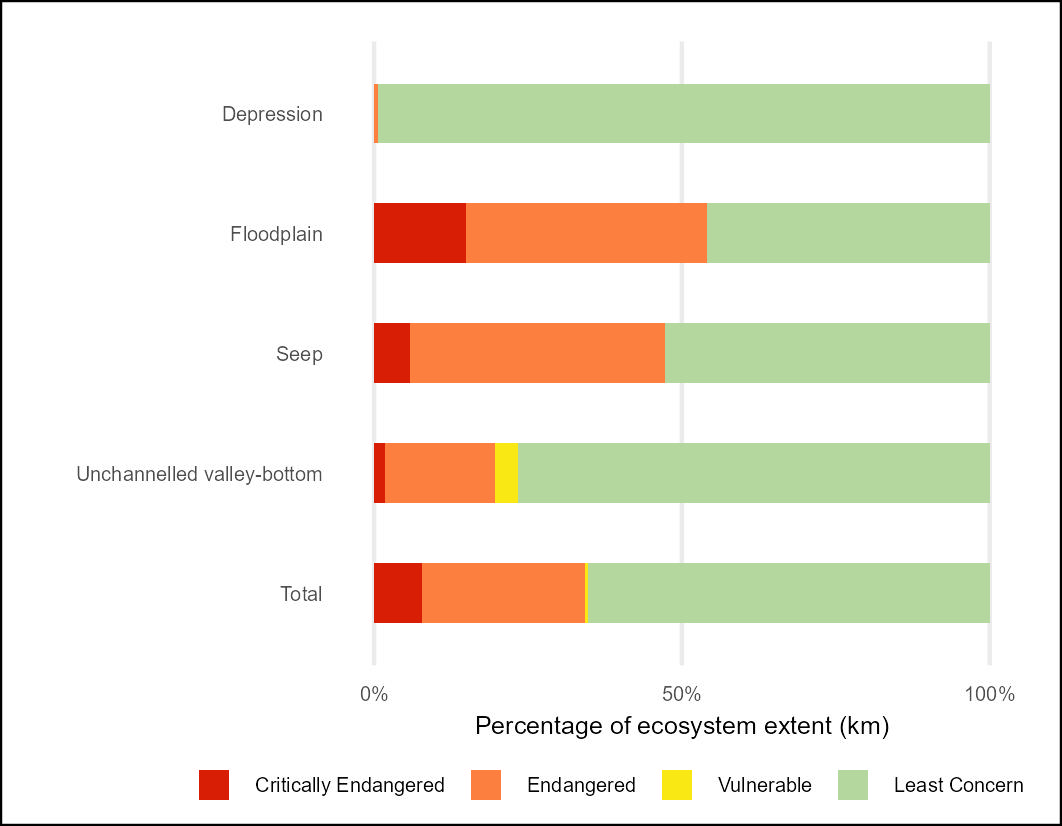 Depression
Floodplain
Seep
Unchannelled valley-bottom
Total
0% 50% 100%
Percentage of ecosystem extent (km)
Critically Endangered Endangered Vulnerable Least Concern